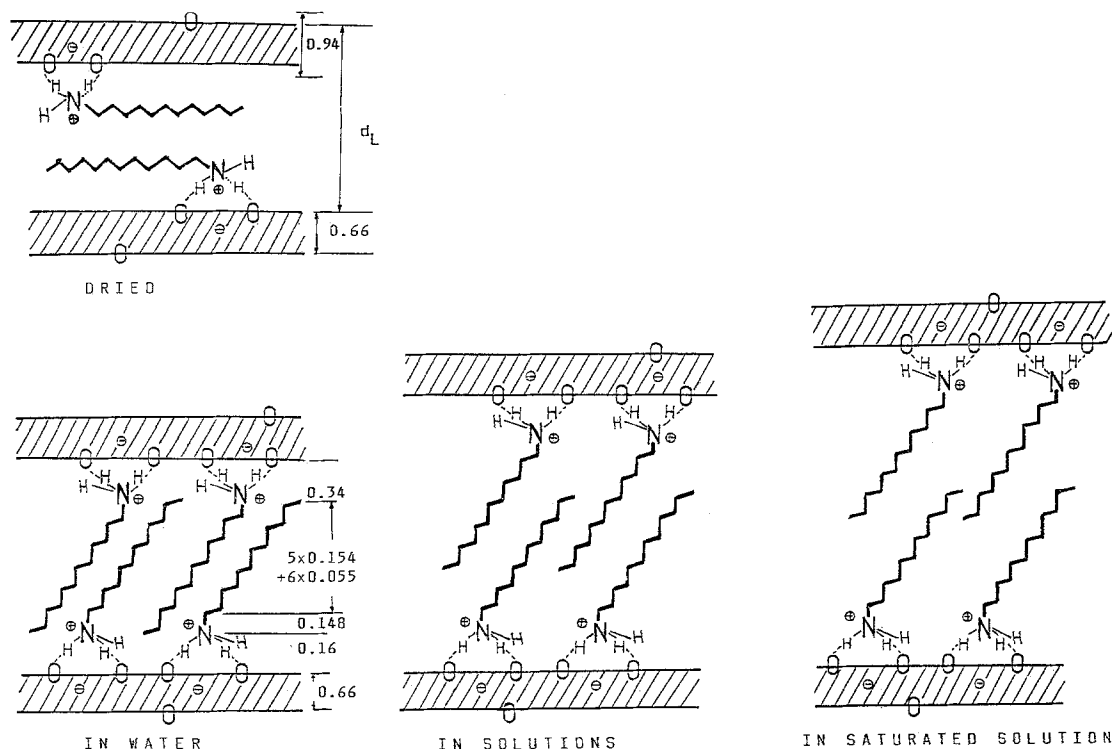 O
0.94
⊖
O O
H H
H N
⊕
d_L
N H
H H
⊕
O O
⊖
0.66
O
DRIED
O
⊖ ⊖
O O O O
H H H H H H
N N
⊕ ⊕
0.34
5x0.154
+6x0.055
0.148
0.16
⊕ ⊕
N N
H H H H H H
O O O O
⊖ ⊖
0.66
O
IN WATER
O
⊖ ⊖
O O O O
H H H H H H
N ⊕ N ⊕
⊕ ⊕
N N
H H H H H H
O O O O
⊖ ⊖
O
IN SOLUTIONS
O
⊖ ⊖
O O O O
H H H H H H
N ⊕ N ⊕
⊕ ⊕
N N
H H H H H H
O O O O
⊖ ⊖
O
IN SATURATED SOLUTION